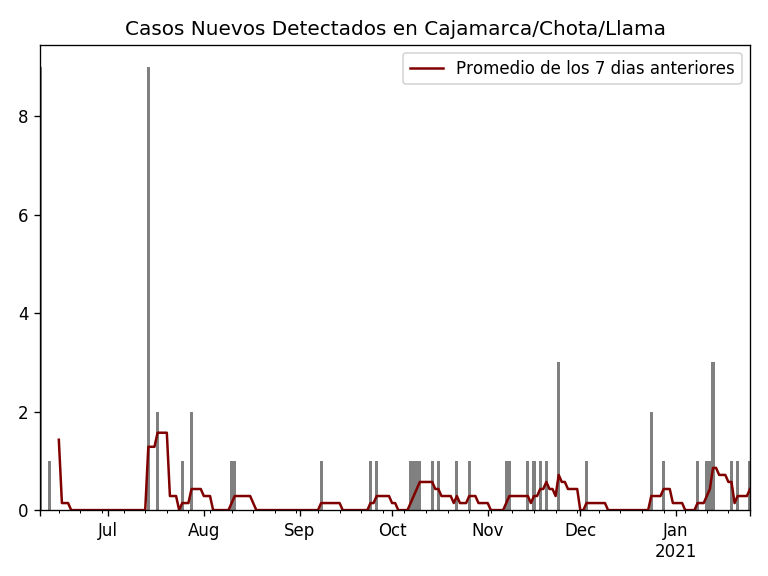 Casos Nuevos Detectados en Cajamarca/Chota/Llama
Promedio de los 7 dias anteriores
8
6
4
2
0
Jul Aug Sep Oct Nov Dec Jan
2021